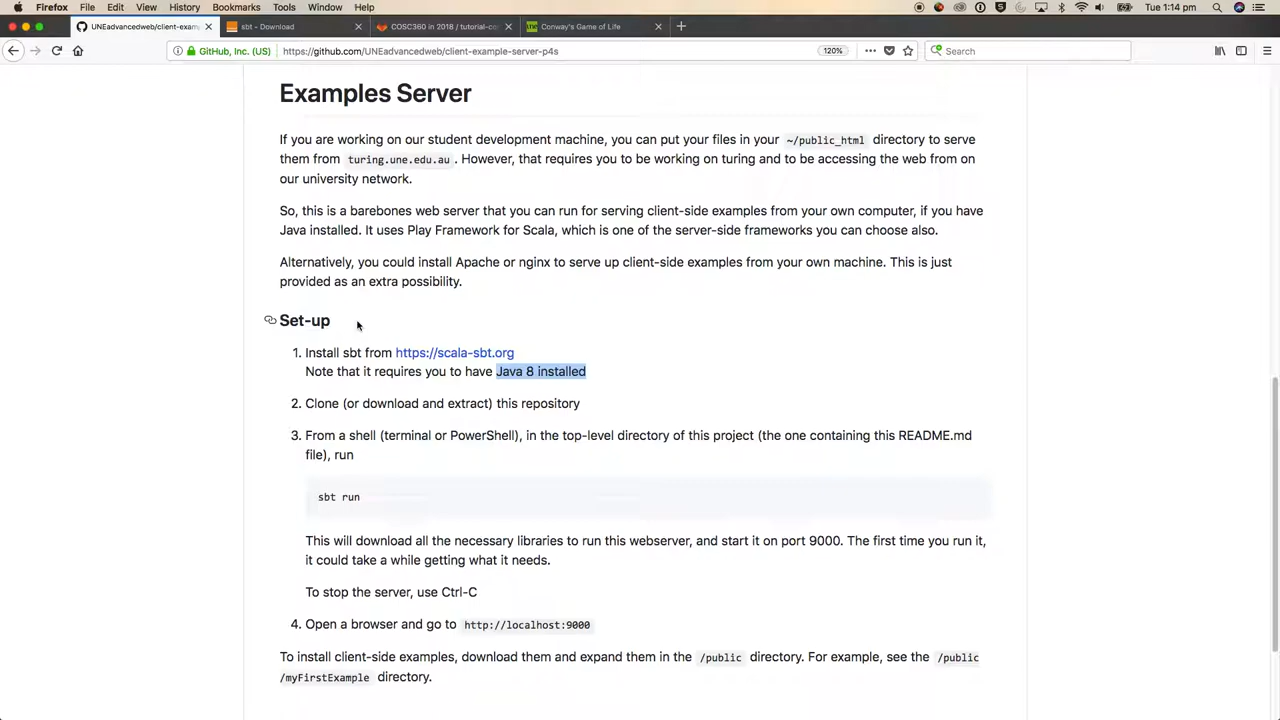 Firefox File Edit View History Bookmarks Tools Window Help Tue 1:14 pm
UNEadvancedweb/client-exam sbt - Download COSC360 in 2018 / tutorial-co Conway's Game of Life
GitHub, Inc. (US) https://github.com/UNEadvancedweb/client-example-server-p4s 120% Search
Examples Server
If you are working on our student development machine, you can put your files in your ~/public_html directory to serve
them from turing.une.edu.au. However, that requires you to be working on turing and to be accessing the web from on
our university network.
So, this is a barebones web server that you can run for serving client-side examples from your own computer, if you have
Java installed. It uses Play Framework for Scala, which is one of the server-side frameworks you can choose also.
Alternatively, you could install Apache or nginx to serve up client-side examples from your own machine. This is just
provided as an extra possibility.
Set-up
1. Install sbt from https://scala-sbt.org
Note that it requires you to have Java 8 installed
2. Clone (or download and extract) this repository
3. From a shell (terminal or PowerShell), in the top-level directory of this project (the one containing this README.md
file), run
sbt run
This will download all the necessary libraries to run this webserver, and start it on port 9000. The first time you run it,
it could take a while getting what it needs.
To stop the server, use Ctrl-C
4. Open a browser and go to http://localhost:9000
To install client-side examples, download them and expand them in the /public directory. For example, see the /public
/myFirstExample directory.